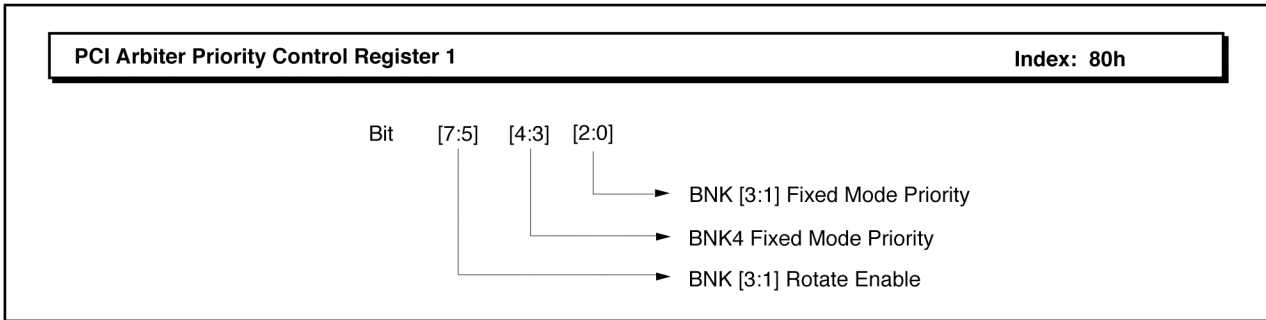 PCI Arbiter Priority Control Register 1 Index: 80h
Bit [7:5] [4:3] [2:0]
BNK [3:1] Fixed Mode Priority
BNK4 Fixed Mode Priority
BNK [3:1] Rotate Enable